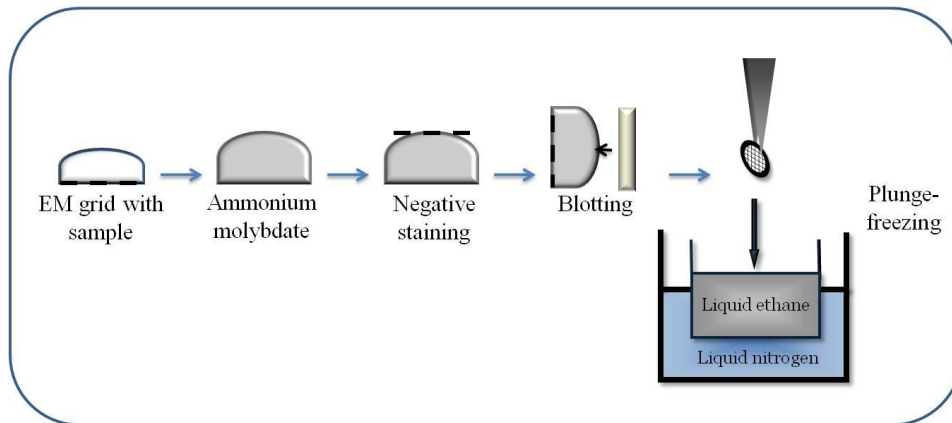 EM grid with
sample
Ammonium
molybdate
Negative
staining
Blotting
Plunge-
freezing
Liquid ethane
Liquid nitrogen